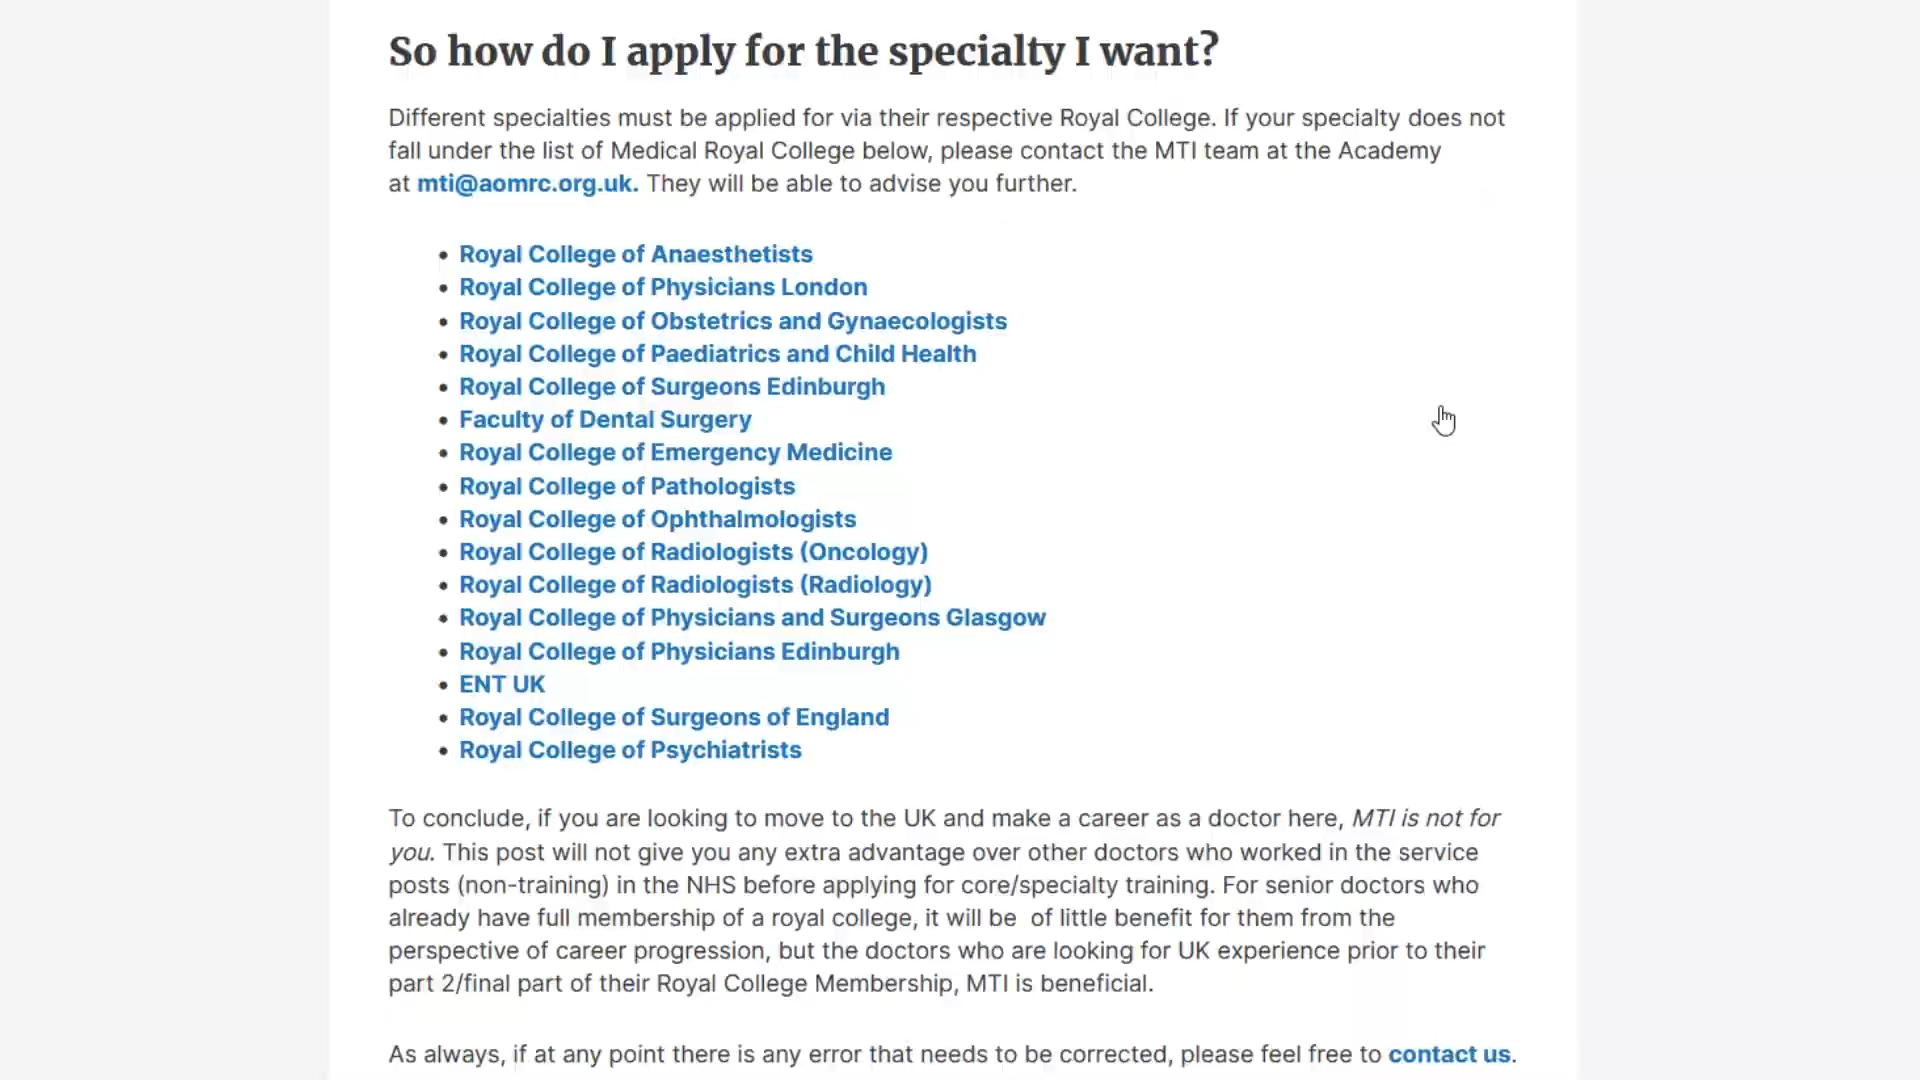 So how do I apply for the specialty I want?
Different specialties must be applied for via their respective Royal College. If your specialty does not
fall under the list of Medical Royal College below, please contact the MTI team at the Academy
at mti@aomrc.org.uk. They will be able to advise you further.
• Royal College of Anaesthetists
• Royal College of Physicians London
• Royal College of Obstetrics and Gynaecologists
• Royal College of Paediatrics and Child Health
• Royal College of Surgeons Edinburgh
• Faculty of Dental Surgery
• Royal College of Emergency Medicine
• Royal College of Pathologists
• Royal College of Ophthalmologists
• Royal College of Radiologists (Oncology)
• Royal College of Radiologists (Radiology)
• Royal College of Physicians and Surgeons Glasgow
• Royal College of Physicians Edinburgh
• ENT UK
• Royal College of Surgeons of England
• Royal College of Psychiatrists
To conclude, if you are looking to move to the UK and make a career as a doctor here, MTI is not for
you. This post will not give you any extra advantage over other doctors who worked in the service
posts (non-training) in the NHS before applying for core/specialty training. For senior doctors who
already have full membership of a royal college, it will be  of little benefit for them from the
perspective of career progression, but the doctors who are looking for UK experience prior to their
part 2/final part of their Royal College Membership, MTI is beneficial.
As always, if at any point there is any error that needs to be corrected, please feel free to contact us.